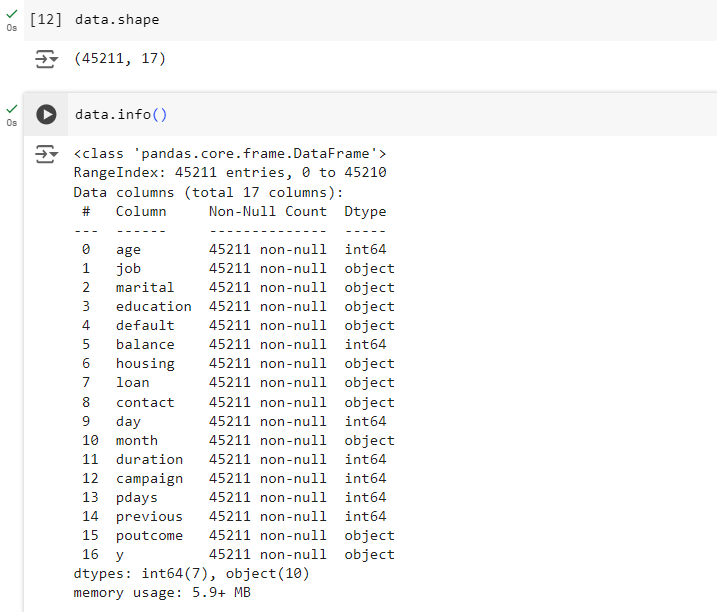 [12] data.shape
0s
(45211, 17)
data.info()
0s
<class 'pandas.core.frame.DataFrame'>
RangeIndex: 45211 entries, 0 to 45210
Data columns (total 17 columns):
 #   Column     Non-Null Count  Dtype
---  ------     --------------  -----
 0   age        45211 non-null  int64
 1   job        45211 non-null  object
 2   marital    45211 non-null  object
 3   education  45211 non-null  object
 4   default    45211 non-null  object
 5   balance    45211 non-null  int64
 6   housing    45211 non-null  object
 7   loan       45211 non-null  object
 8   contact    45211 non-null  object
 9   day        45211 non-null  int64
 10  month      45211 non-null  object
 11  duration   45211 non-null  int64
 12  campaign   45211 non-null  int64
 13  pdays      45211 non-null  int64
 14  previous   45211 non-null  int64
 15  poutcome   45211 non-null  object
 16  y          45211 non-null  object
dtypes: int64(7), object(10)
memory usage: 5.9+ MB